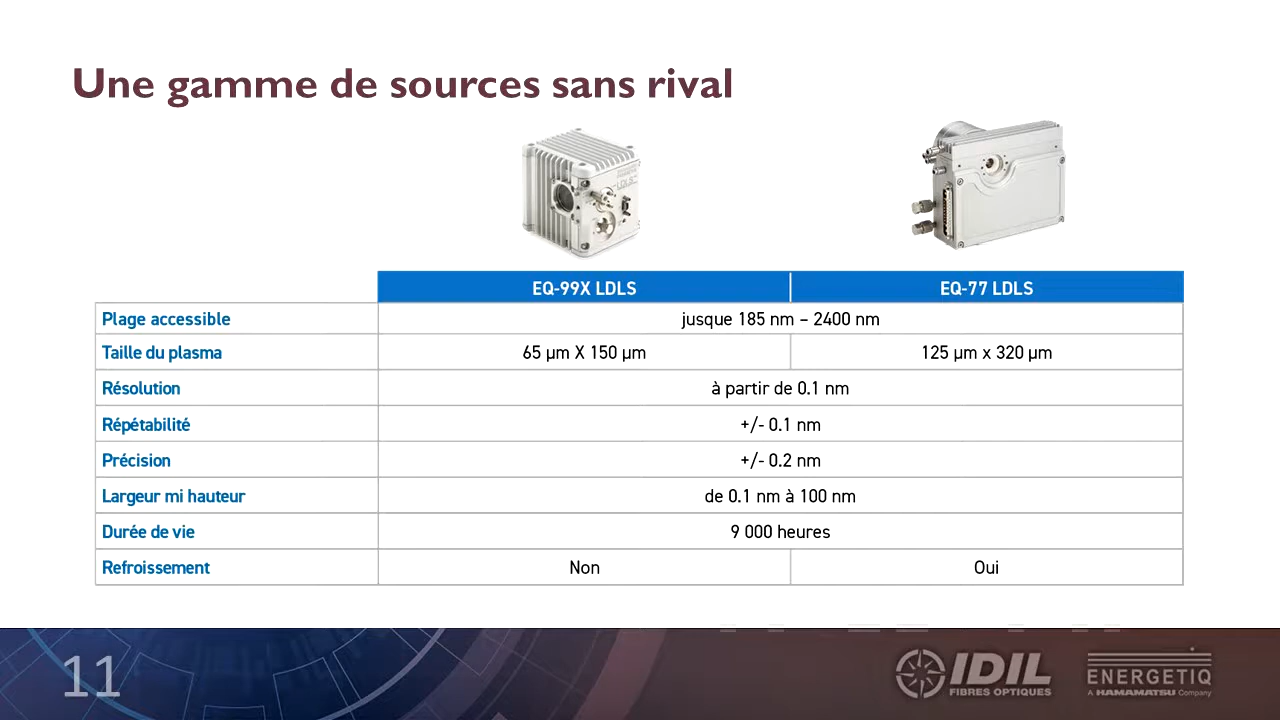 Une gamme de sources sans rival
EQ-99X LDLS EQ-77 LDLS
Plage accessible jusque 185 nm – 2400 nm
Taille du plasma 65 µm X 150 µm 125 µm x 320 µm
Résolution à partir de 0.1 nm
Répétabilité +/- 0.1 nm
Précision +/- 0.2 nm
Largeur mi hauteur de 0.1 nm à 100 nm
Durée de vie 9 000 heures
Refroissement Non Oui
11
IDIL
FIBRES OPTIQUES
ENERGETIQ
A HAMAMATSU Company